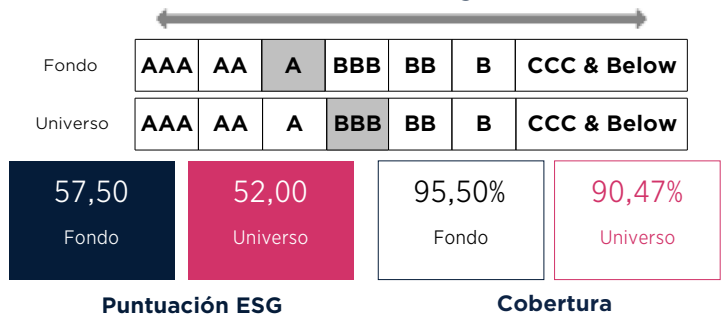 Fondo AAA AA A BBB BB B CCC & Below
Universo AAA AA A BBB BB B CCC & Below
57,50 52,00 95,50% 90,47%
Fondo Universo Fondo Universo
Puntuación ESG Cobertura